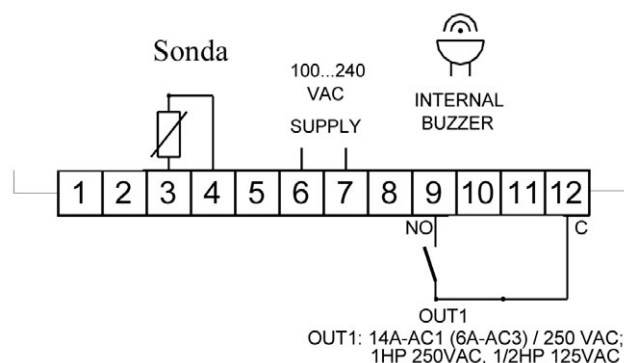 Sonda
100...240
VAC
SUPPLY
INTERNAL
BUZZER
1 2 3 4 5 6 7 8 9 10 11 12
NO C
OUT1
OUT1: 14A-AC1 (6A-AC3) / 250 VAC;
1HP 250VAC, 1/2HP 125VAC